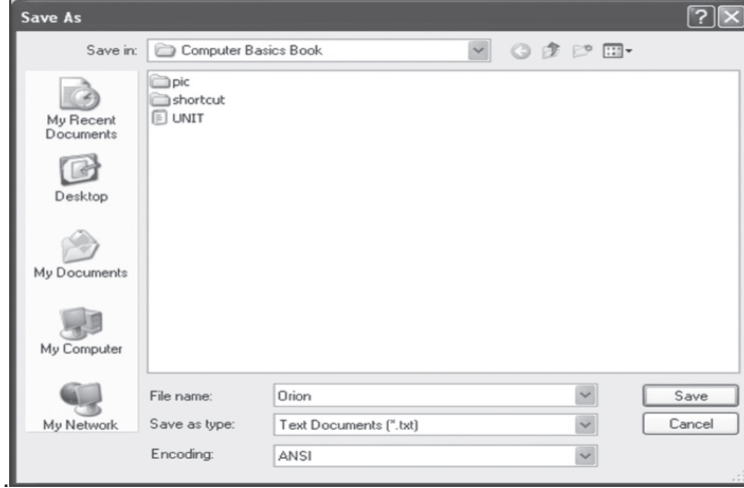 Save As
Save in: Computer Basics Book
pic
shortcut
UNIT
My Recent
Documents
Desktop
My Documents
My Computer
My Network
File name: Orion
Save as type: Text Documents (*.txt)
Encoding: ANSI
Save
Cancel